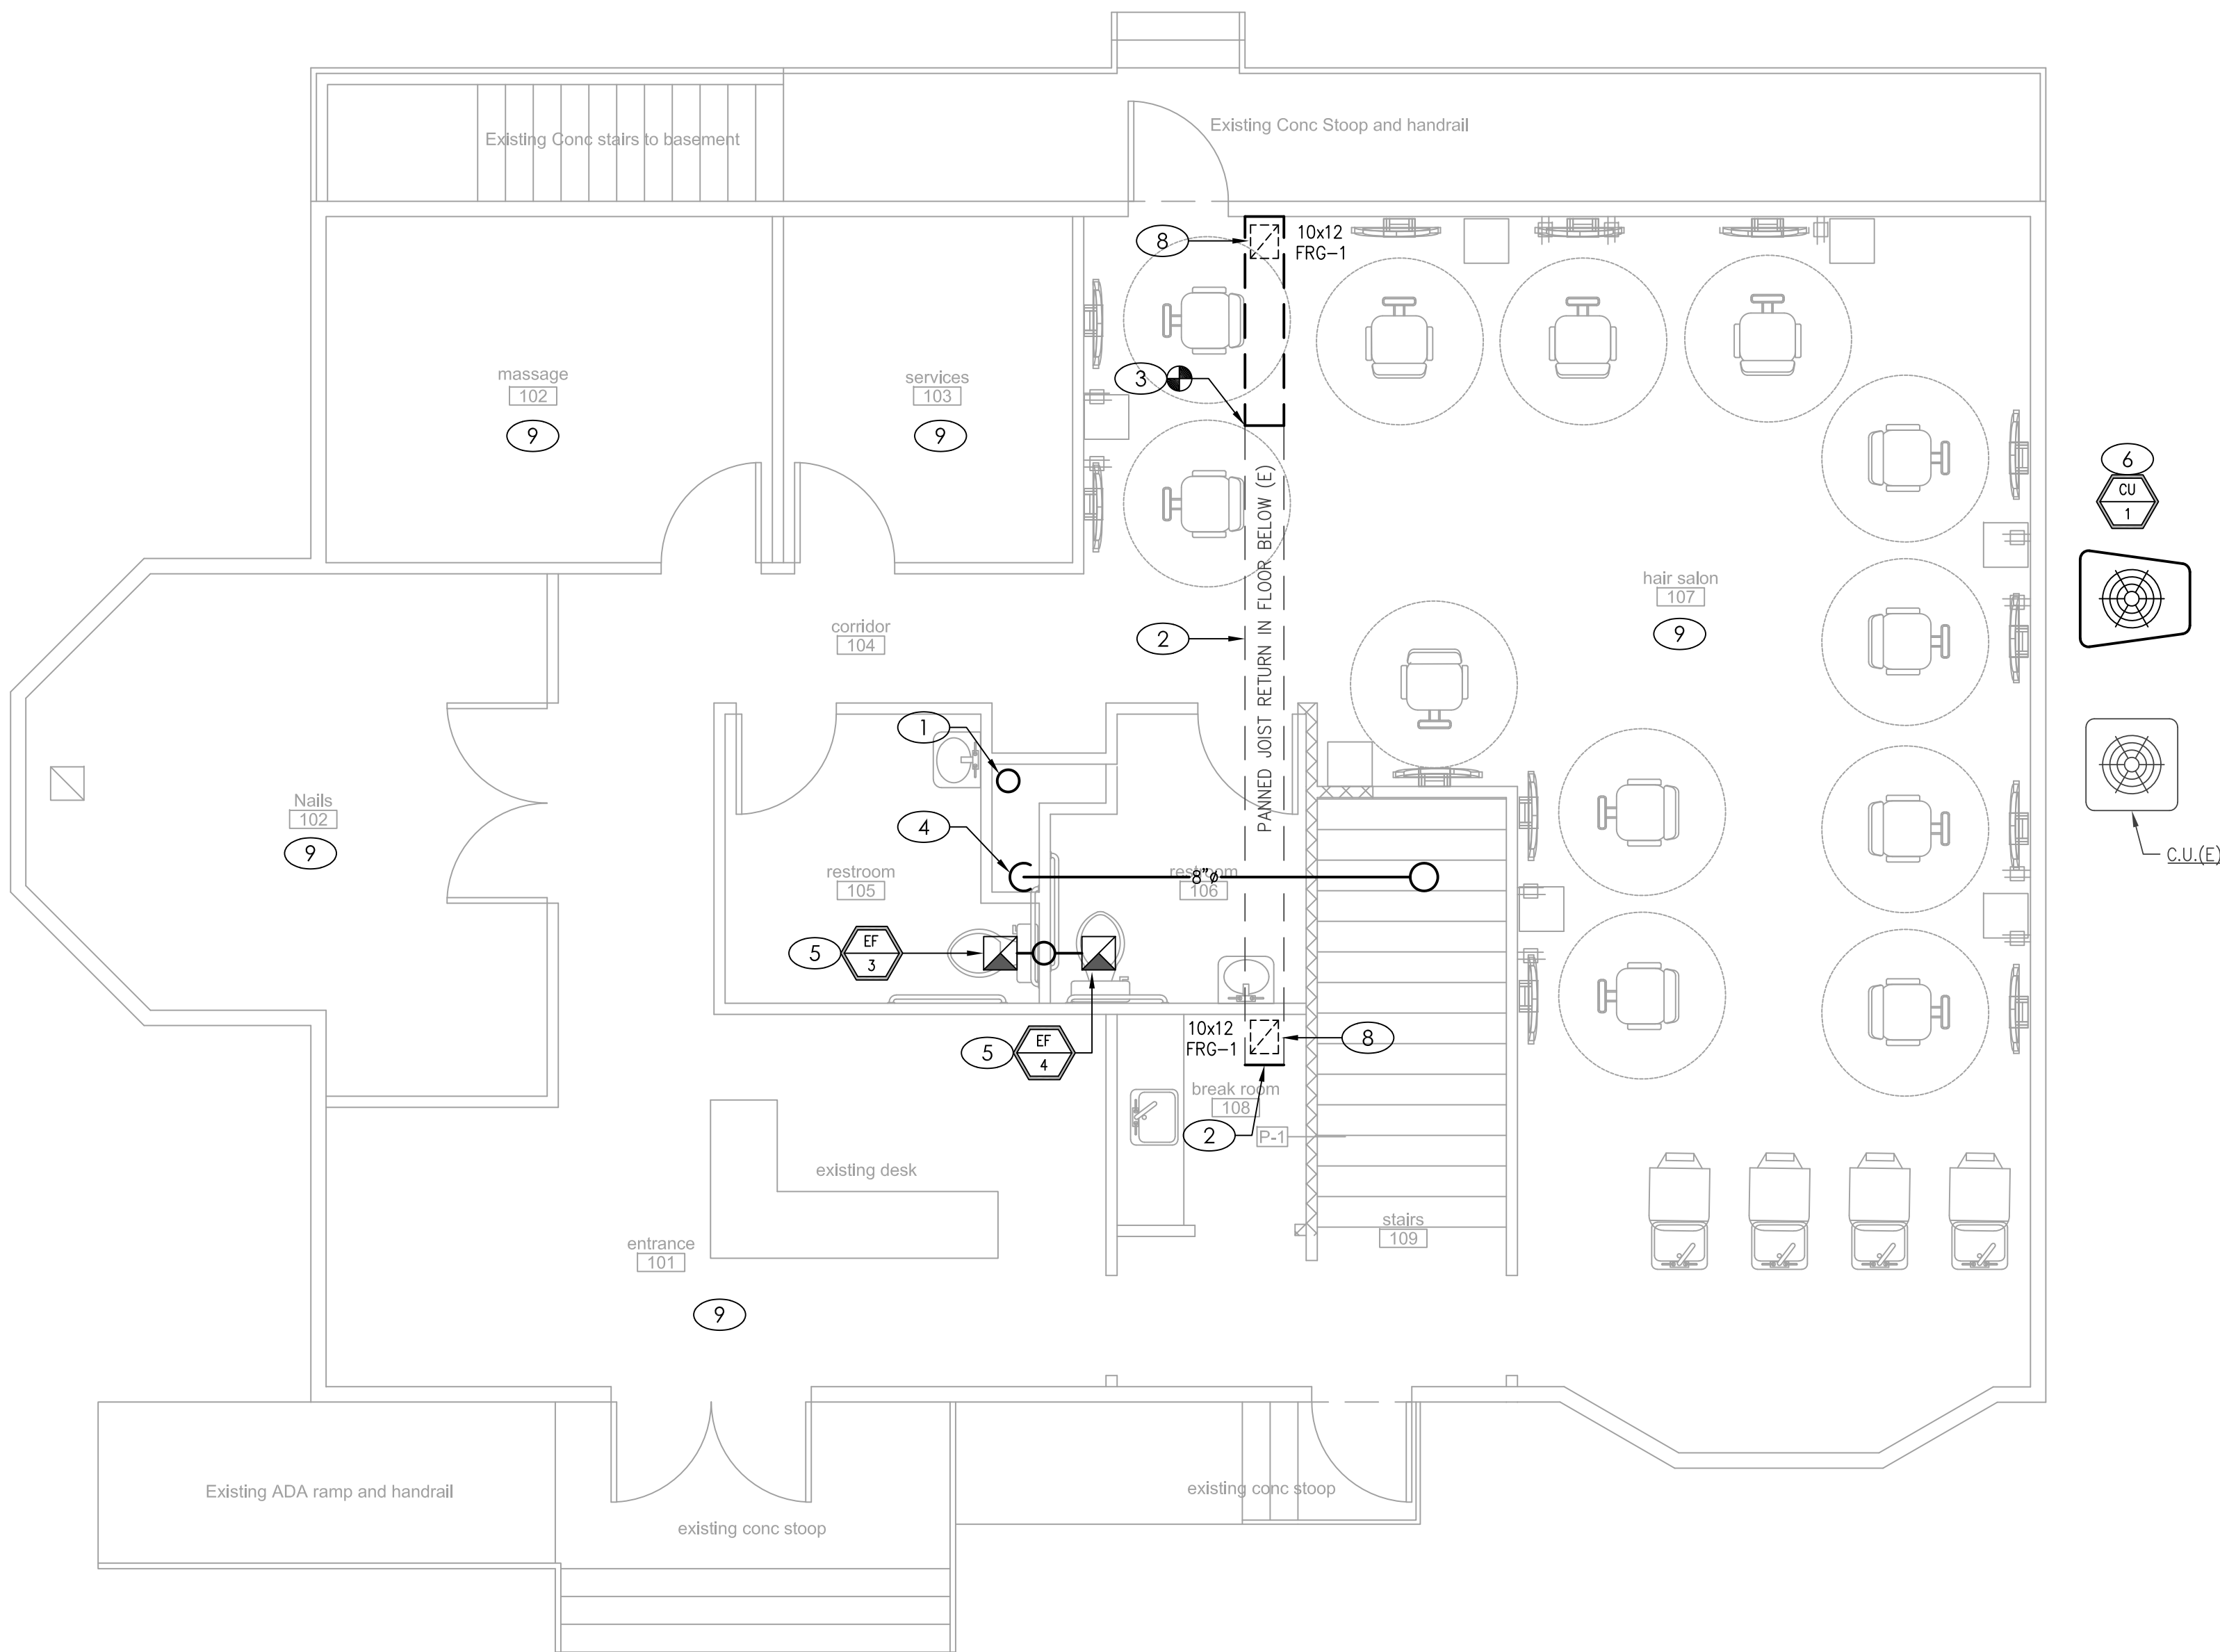 Existing Conc stairs to basement
Existing Conc Stoop and handrail
8
10x12
FRG-1
massage
102
9
services
103
9
3
6
CU
1
PANNED JOIST RETURN IN FLOOR BELOW (E)
hair salon
107
9
corridor
104
2
1
Nails
102
9
4
restroom
105
8"ø
restroom
106
C.U.(E)
5
EF
3
5
EF
4
10x12
FRG-1
8
break room
108
2
P-1
existing desk
stairs
109
entrance
101
9
Existing ADA ramp and handrail
existing conc stoop
existing conc stoop